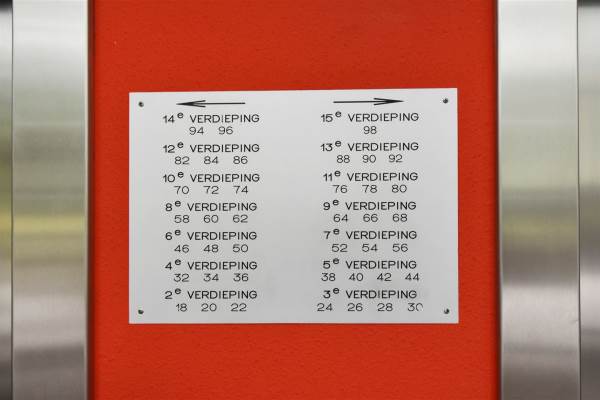 14e VERDIEPING
94 96
12e VERDIEPING
82 84 86
10e VERDIEPING
70 72 74
8e VERDIEPING
58 60 62
6e VERDIEPING
46 48 50
4e VERDIEPING
32 34 36
2e VERDIEPING
18 20 22
15e VERDIEPING
98
13e VERDIEPING
88 90 92
11e VERDIEPING
76 78 80
9e VERDIEPING
64 66 68
7e VERDIEPING
52 54 56
5e VERDIEPING
38 40 42 44
3e VERDIEPING
24 26 28 30